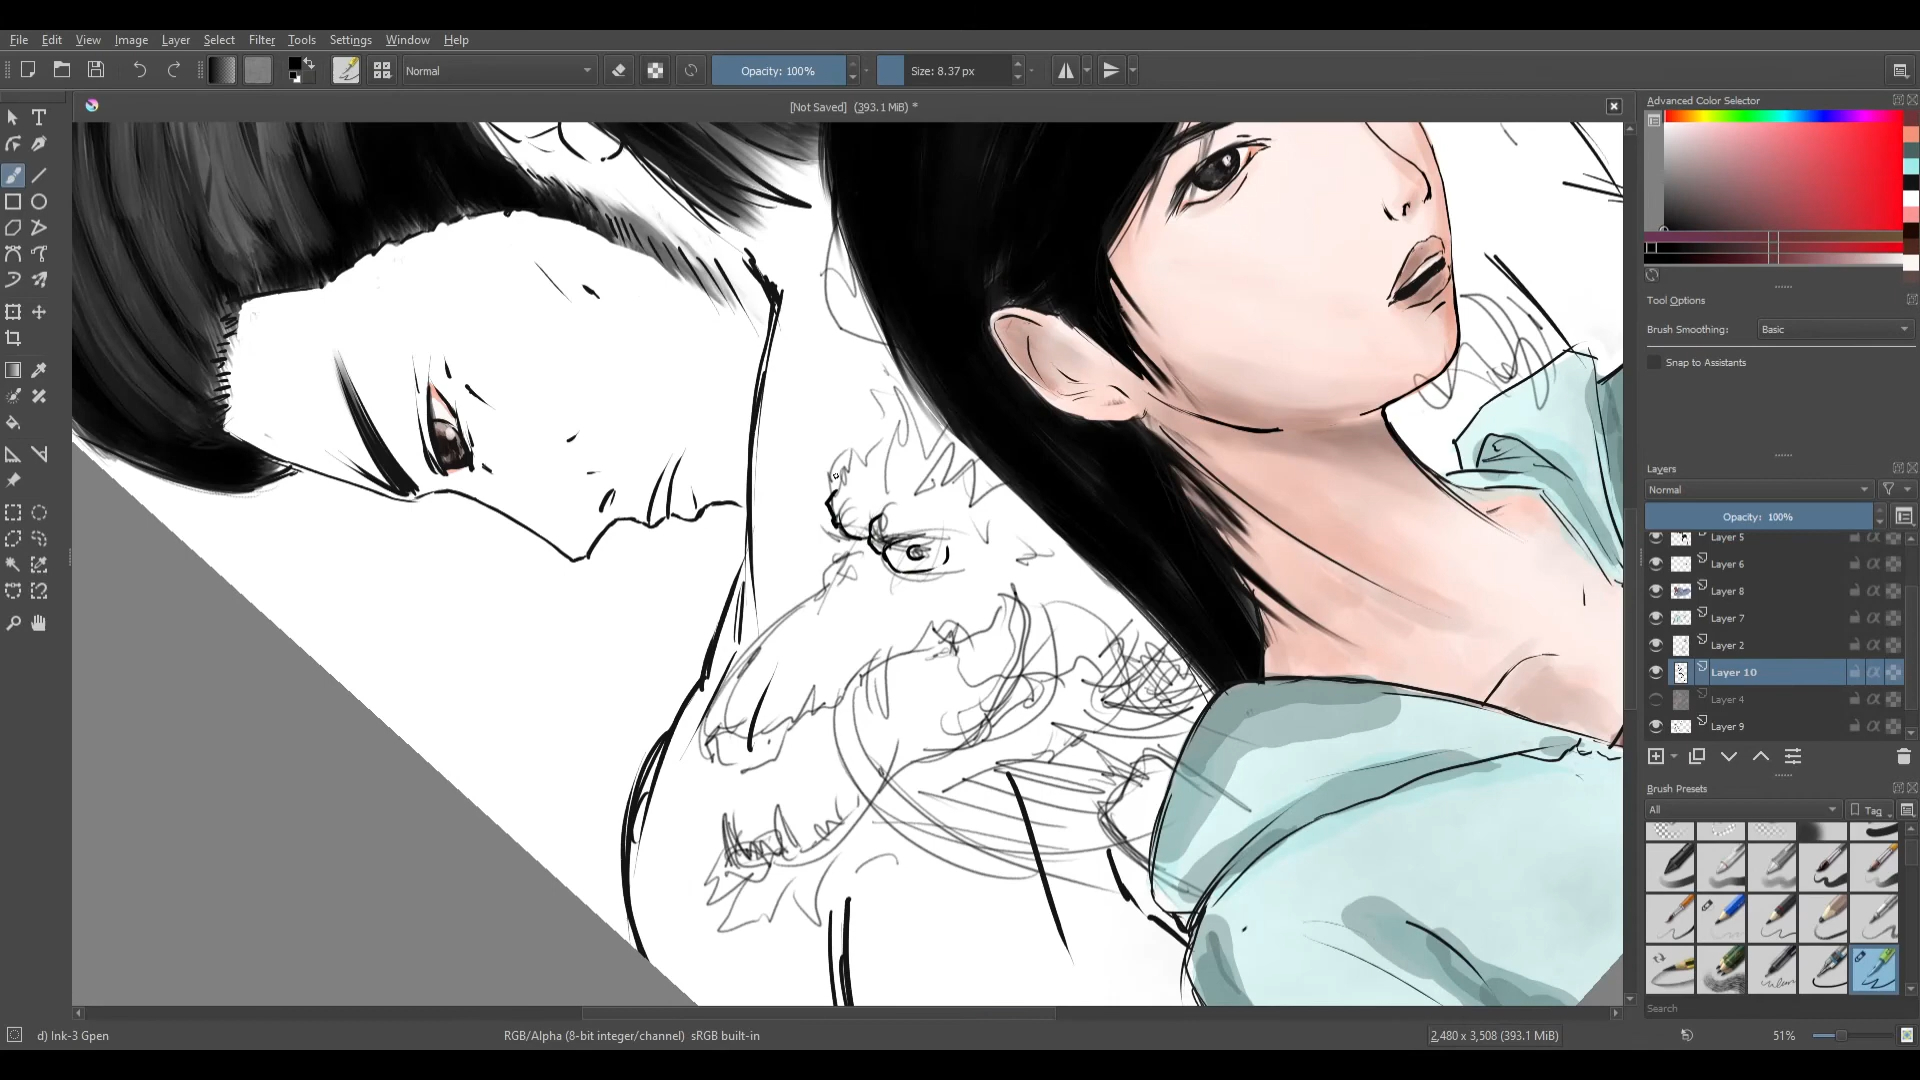 File Edit View Image Layer Select Filter Tools Settings Window Help
Normal
Opacity: 100%
Size: 8.37 px
[Not Saved] (393.1 MiB) *
Advanced Color Selector
Tool Options
Brush Smoothing:
Basic
Snap to Assistants
Layers
Normal
Opacity: 100%
Layer 5
Layer 6
Layer 8
Layer 7
Layer 2
Layer 10
Layer 4
Layer 9
Brush Presets
All
Tag
Search
d) Ink-3 Gpen
RGB/Alpha (8-bit integer/channel) sRGB built-in
2,480 x 3,508 (393.1 MiB)
51%